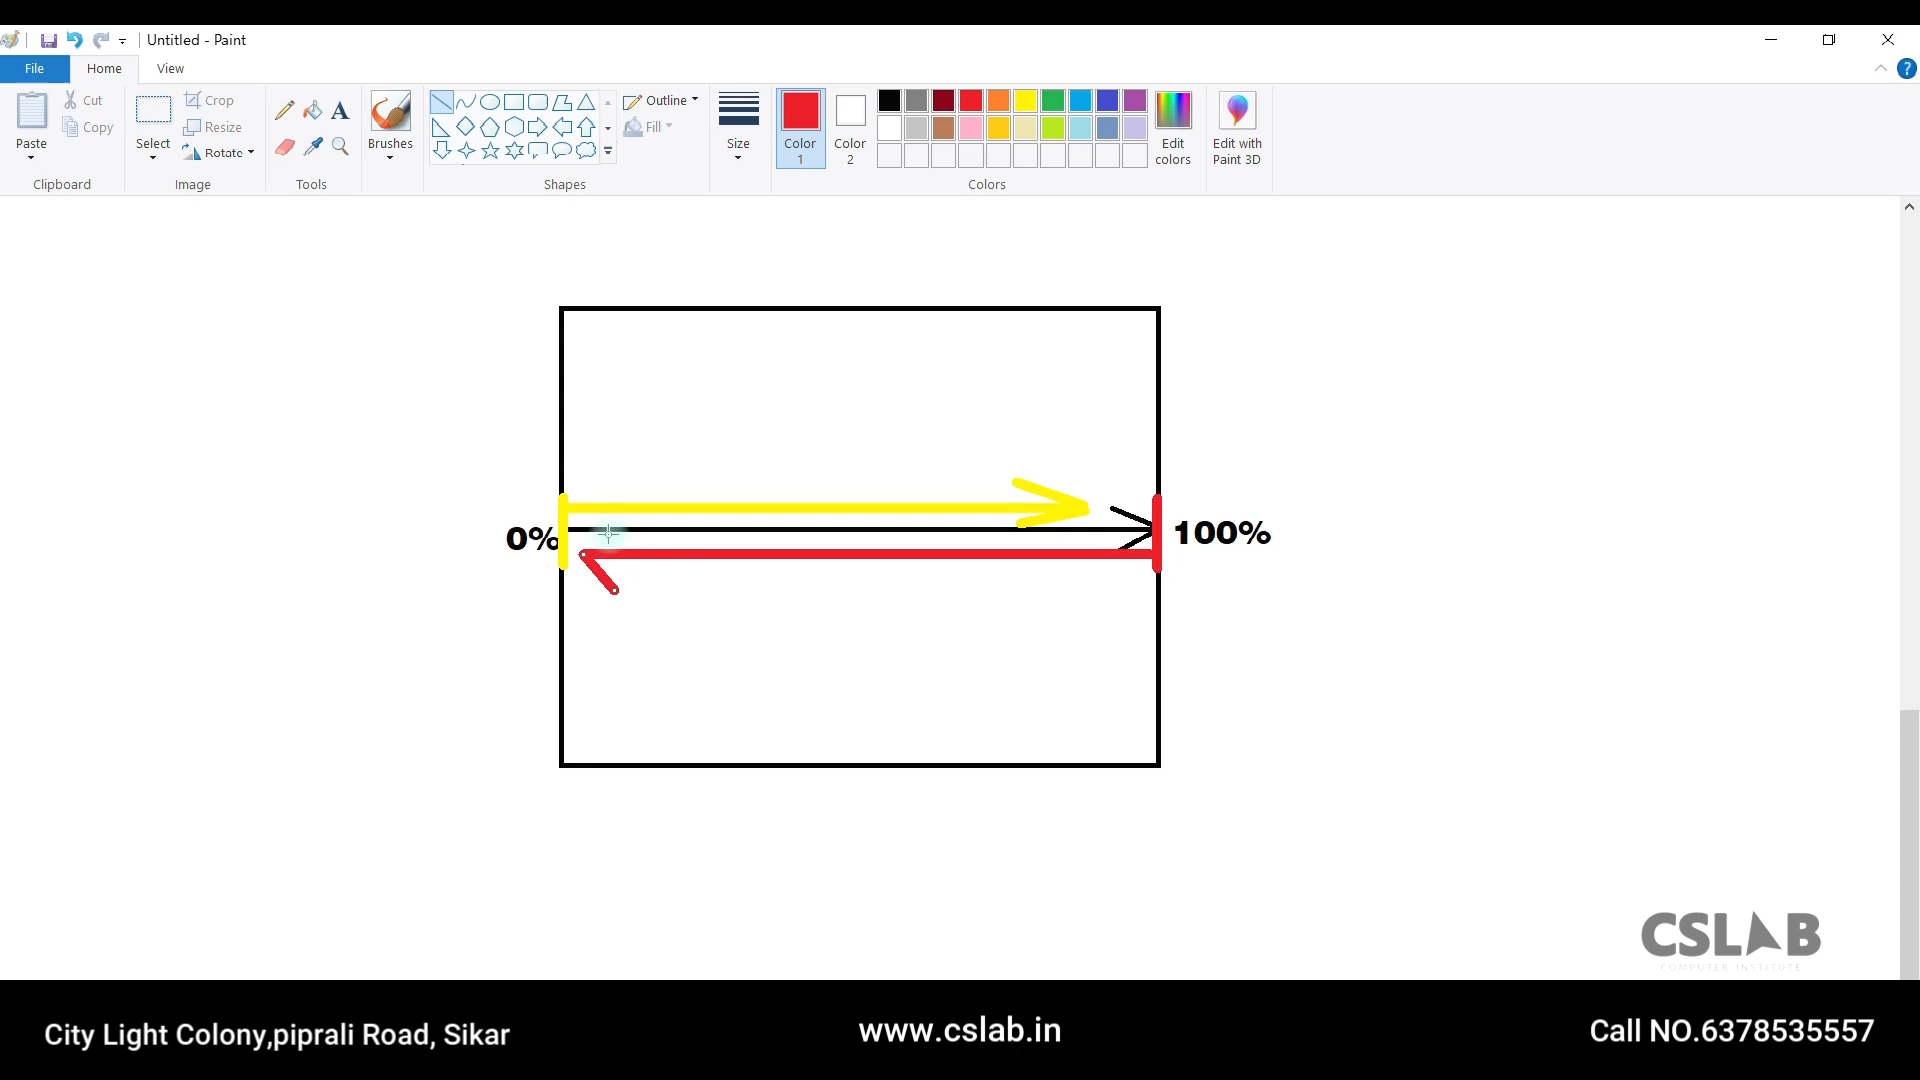 Untitled - Paint
File Home View
Paste Cut Copy
Clipboard
Select Crop Resize Rotate
Image
Tools
Brushes
Shapes
Outline Fill
Size
Color 1
Color 2
Colors
Edit colors
Edit with Paint 3D
0%
100%
CSLAB
COMPUTER INSTITUTE
City Light Colony,piprali Road, Sikar
www.cslab.in
Call NO.6378535557